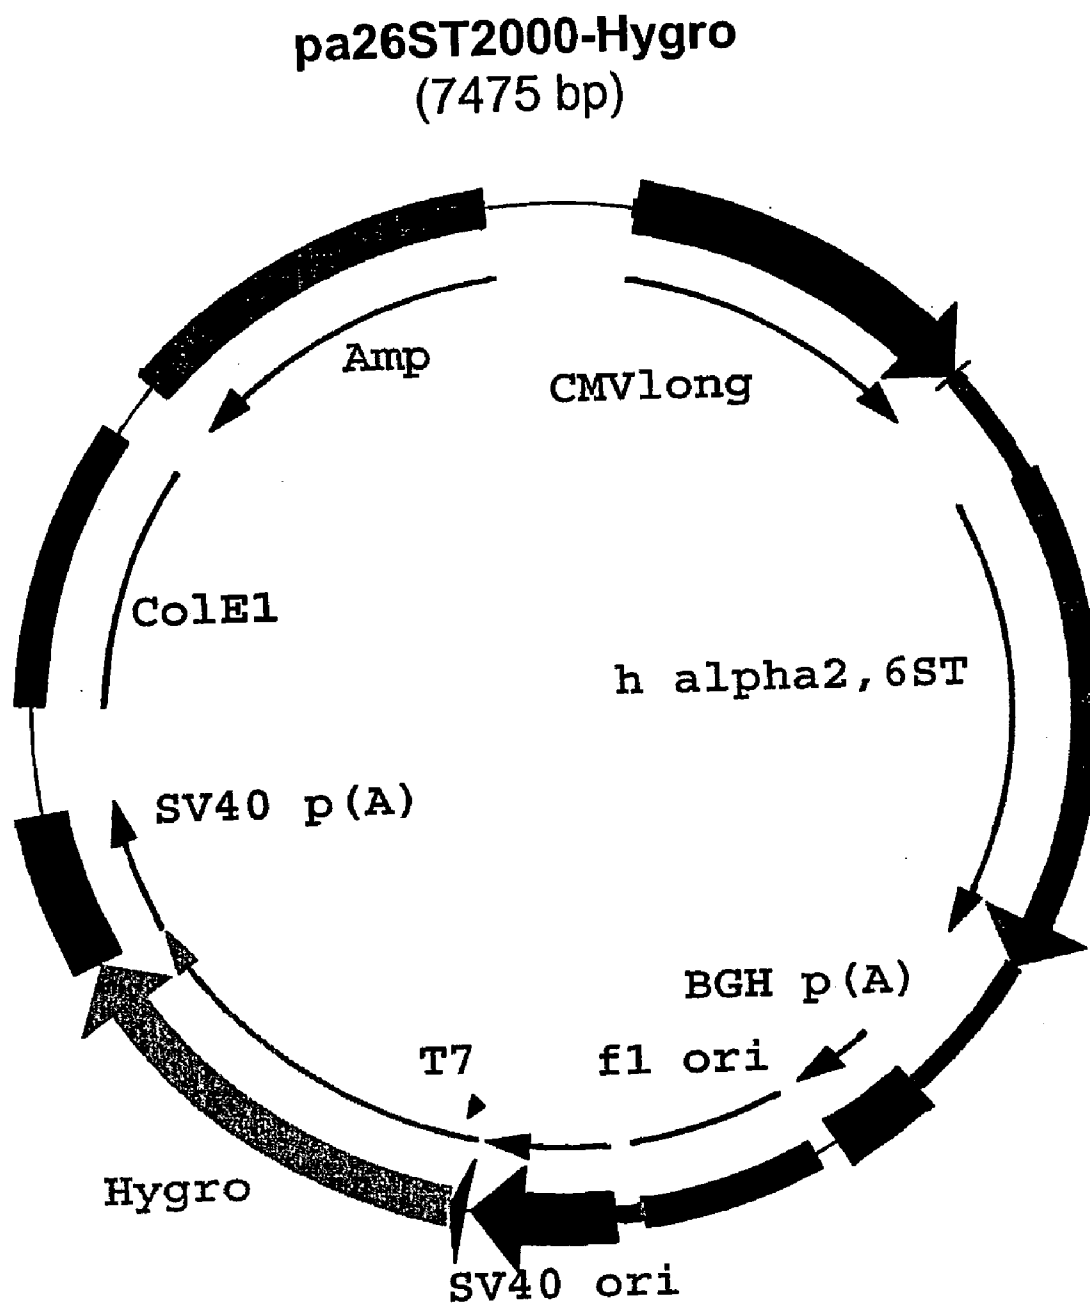 pa26ST2000-Hygro
(7475 bp)
Amp
CMVlong
ColE1
h alpha2,6ST
SV40 p(A)
BGH p(A)
T7
f1 ori
Hygro
SV40 ori